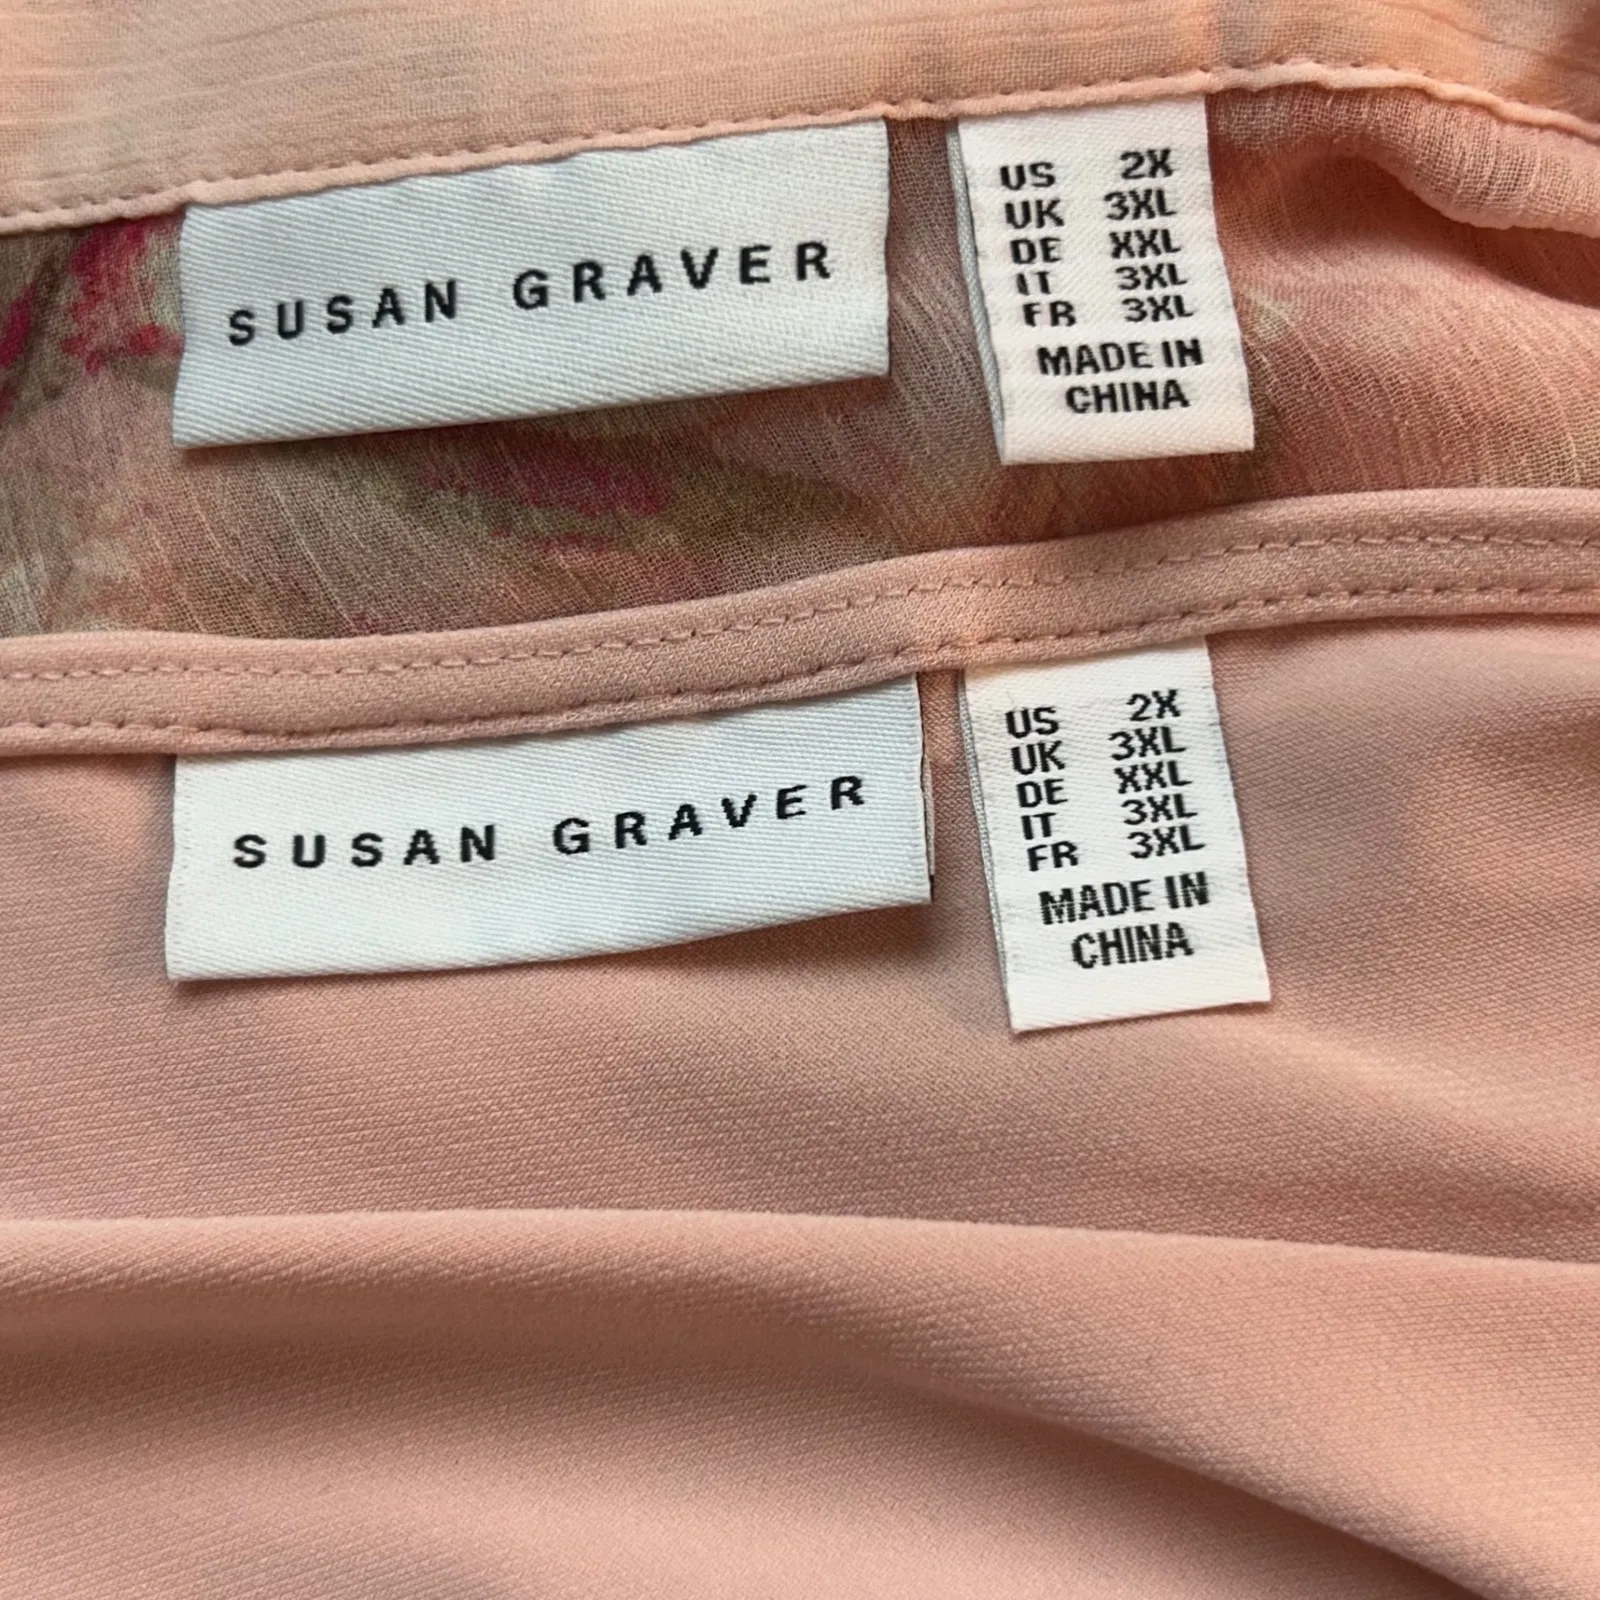 SUSAN GRAVER
US 2X
UK 3XL
DE XXL
IT 3XL
FR 3XL
MADE IN
CHINA
SUSAN GRAVER
US 2X
UK 3XL
DE XXL
IT 3XL
FR 3XL
MADE IN
CHINA